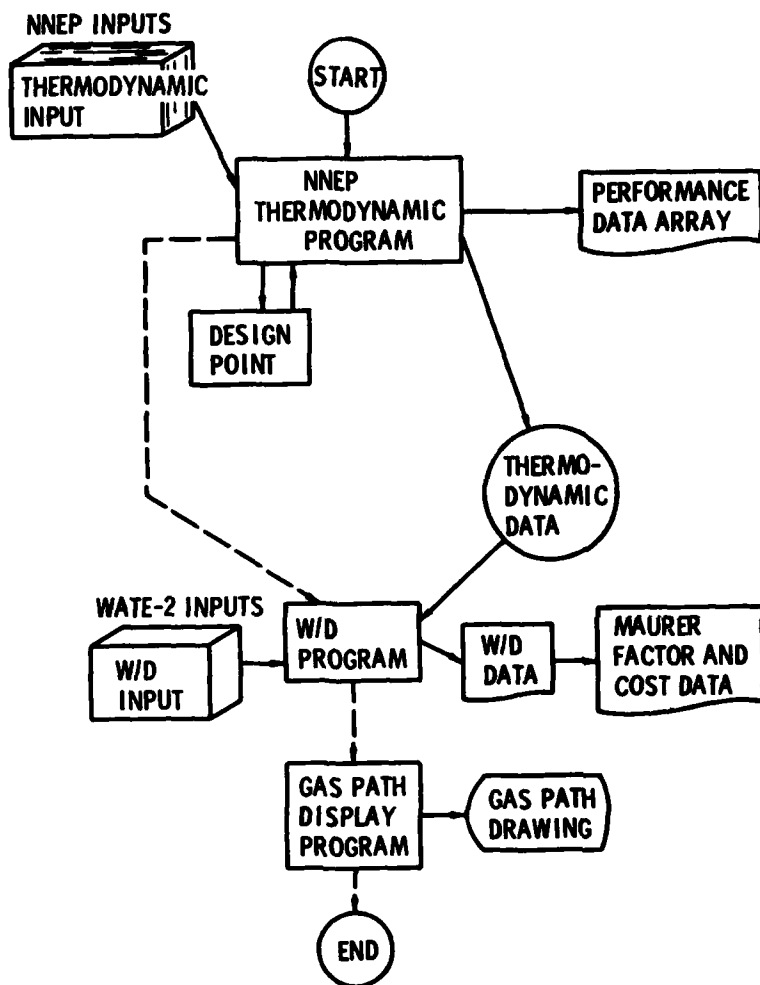 NNEP INPUTS
THERMODYNAMIC
INPUT
START
NNEP
THERMODYNAMIC
PROGRAM
PERFORMANCE
DATA ARRAY
DESIGN
POINT
THERMO-
DYNAMIC
DATA
WATE-2 INPUTS
W/D
INPUT
W/D
PROGRAM
W/D
DATA
MAURER
FACTOR AND
COST DATA
GAS PATH
DISPLAY
PROGRAM
GAS PATH
DRAWING
END